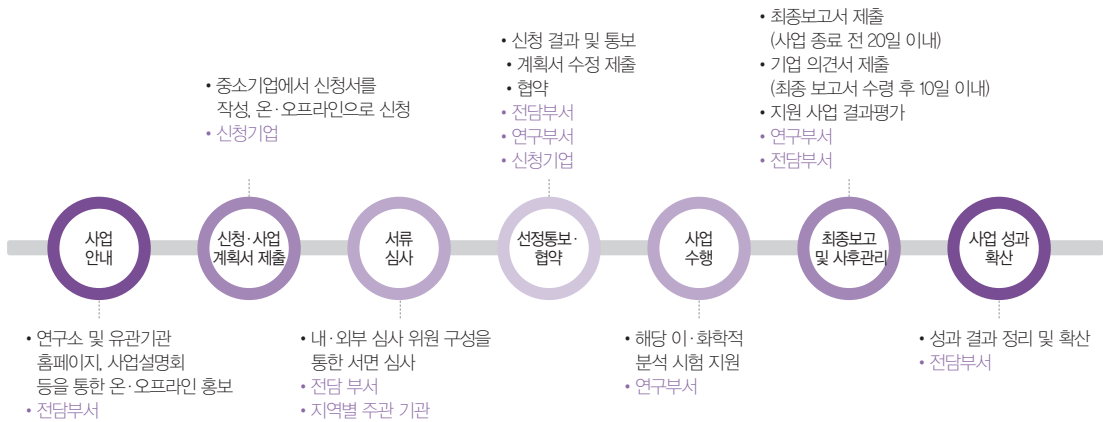 • 최종보고서 제출
(사업 종료 전 20일 이내)
• 기업 의견서 제출
(최종 보고서 수령 후 10일 이내)
• 지원 사업 결과평가
• 연구부서
• 전담부서
• 신청 결과 및 통보
• 계획서 수정 제출
• 협약
• 전담부서
• 연구부서
• 신청기업
• 중소기업에서 신청서를
작성, 온·오프라인으로 신청
• 신청기업
사업
안내
신청·사업
계획서 제출
서류
심사
선정통보·
협약
사업
수행
최종보고
및 사후관리
사업 성과
확산
• 연구소 및 유관기관
홈페이지, 사업설명회
등을 통한 온·오프라인 홍보
• 전담부서
• 내·외부 심사 위원 구성을
통한 서면 심사
• 전담 부서
• 지역별 주관 기관
• 해당 이·화학적
분석 시험 지원
• 연구부서
• 성과 결과 정리 및 확산
• 전담부서